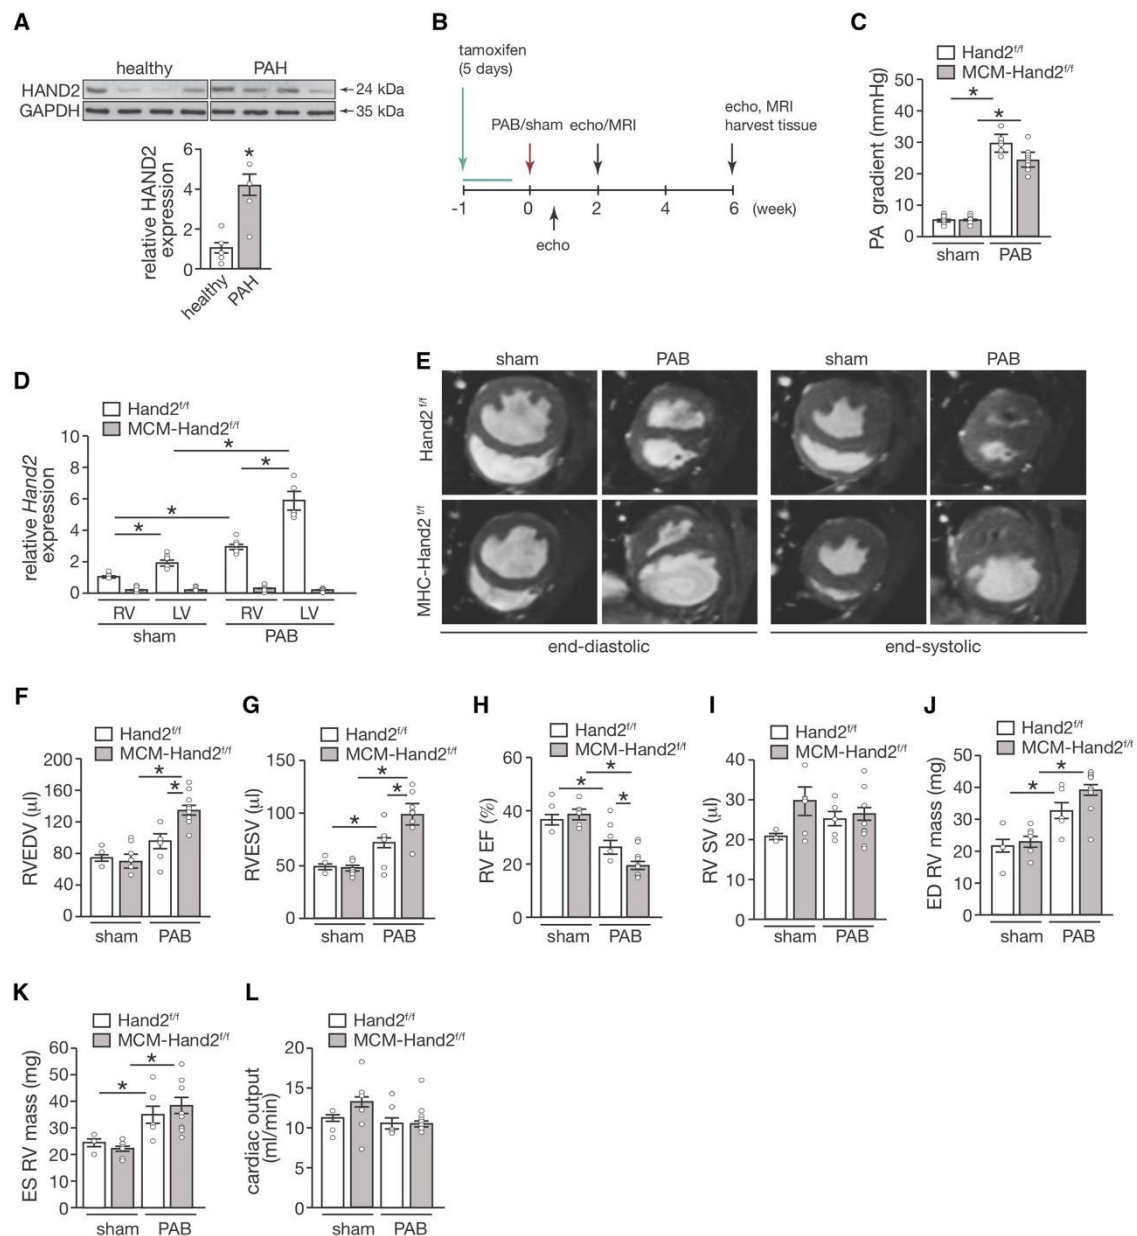 A
healthy PAH
HAND2 ←24 kDa
GAPDH ←35 kDa
relative HAND2
expression
6
*
4
2
0
healthy
PAH
B
tamoxifen
(5 days)
PAB/sham echo/MRI
echo, MRI
harvest tissue
-1 0 2 4 6 (week)
echo
C
Hand2f/f
MCM-Hand2f/f
PA gradient (mmHg)
50
40
30
20
10
0
*
*
sham PAB
D
Hand2f/f
MCM-Hand2f/f
relative Hand2
expression
10
8
6
4
2
0
*
*
*
*
RV LV RV LV
sham PAB
E
sham PAB sham PAB
Hand2f/f
MHC-Hand2f/f
end-diastolic end-systolic
F
Hand2f/f
MCM-Hand2f/f
RVEDV (µl)
200
160
120
80
40
0
*
*
sham PAB
G
Hand2f/f
MCM-Hand2f/f
RVESV (µl)
150
100
50
0
*
*
*
sham PAB
H
Hand2f/f
MCM-Hand2f/f
RV EF (%)
60
40
20
0
*
*
*
sham PAB
I
Hand2f/f
MCM-Hand2f/f
RV SV (µl)
40
30
20
10
0
sham PAB
J
Hand2f/f
MCM-Hand2f/f
ED RV mass (mg)
50
40
30
20
10
0
*
*
sham PAB
K
Hand2f/f
MCM-Hand2f/f
ES RV mass (mg)
60
50
40
30
20
10
0
*
*
sham PAB
L
Hand2f/f
MCM-Hand2f/f
cardiac output
(ml/min)
20
15
10
5
0
sham PAB